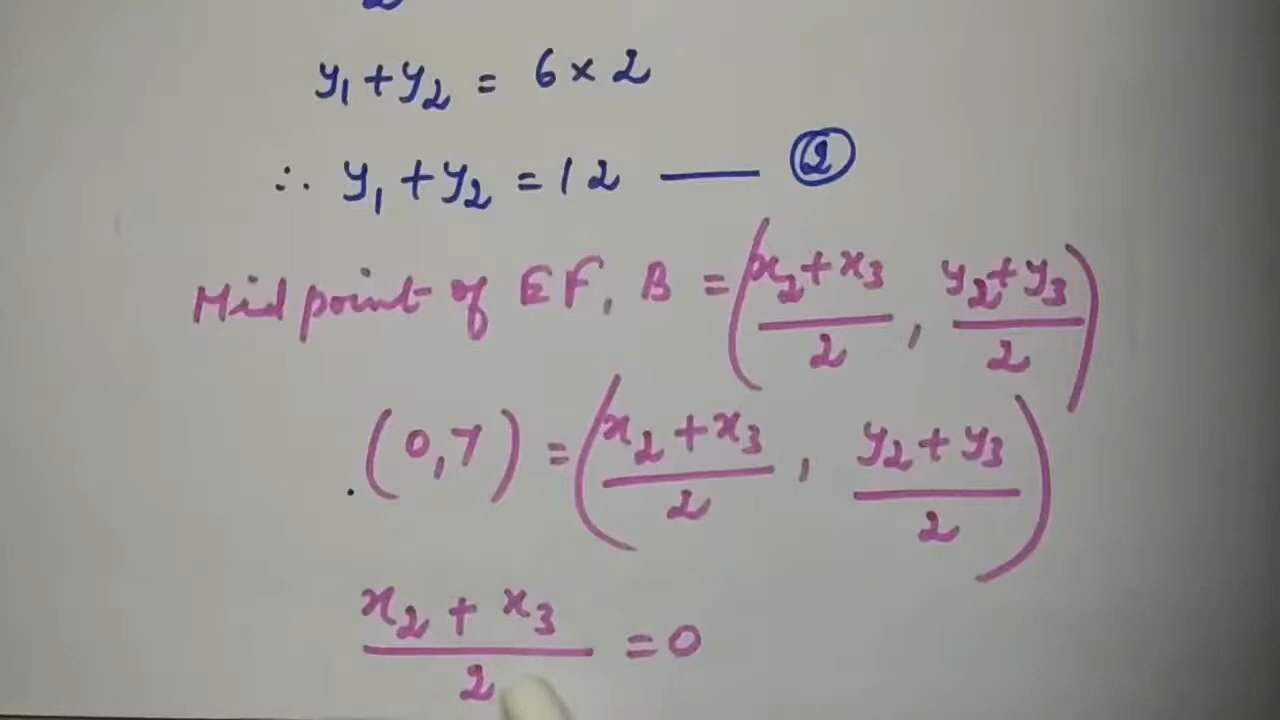 2
y₁ + y₂ = 6 × 2
∴ y₁ + y₂ = 12 —— ②
Mid point of EF, B = (x₂ + x₃ / 2 , y₂ + y₃ / 2)
(0, 7) = (x₂ + x₃ / 2 , y₂ + y₃ / 2)
x₂ + x₃ / 2 = 0